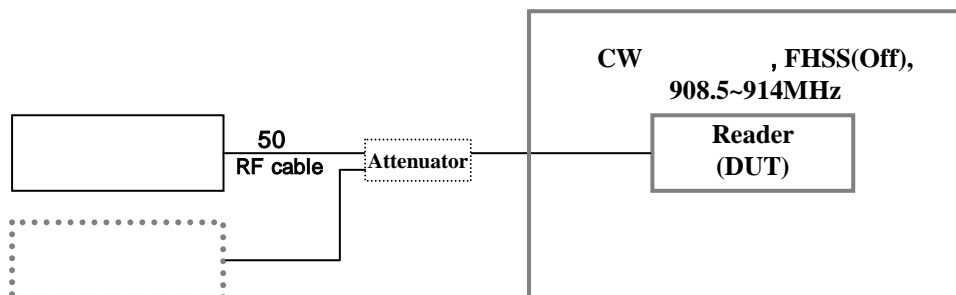 CW , FHSS(Off),
908.5~914MHz
50
RF cable
Attenuator
Reader
(DUT)